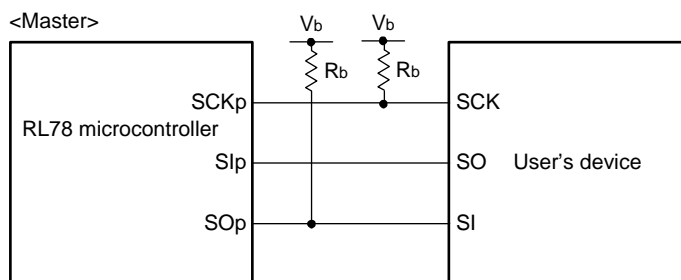 <Master>
Vb
Vb
Rb
Rb
SCKp
SCK
RL78 microcontroller
SIp
SO
User's device
SOp
SI